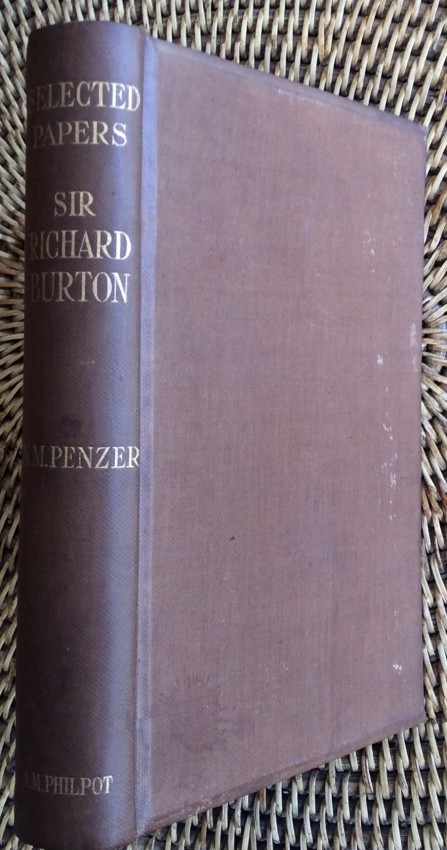 SELECTED
PAPERS
SIR
RICHARD
BURTON
N.M.PENZER
A.M.PHILPOT